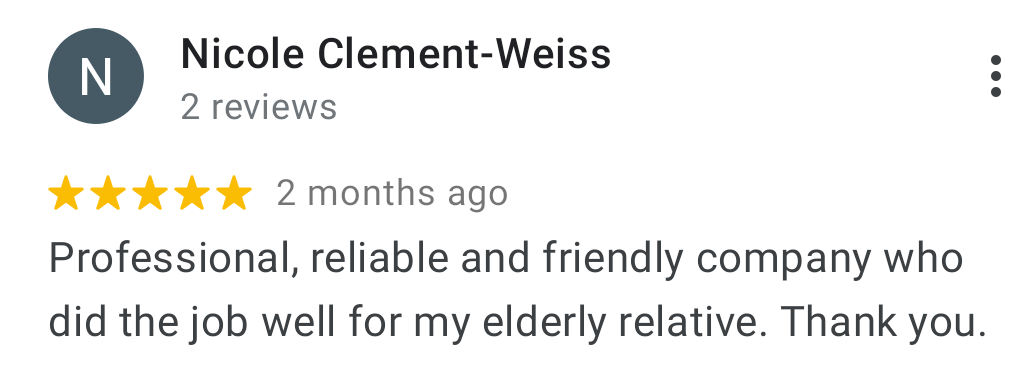 N
Nicole Clement-Weiss
2 reviews
2 months ago
Professional, reliable and friendly company who
did the job well for my elderly relative. Thank you.